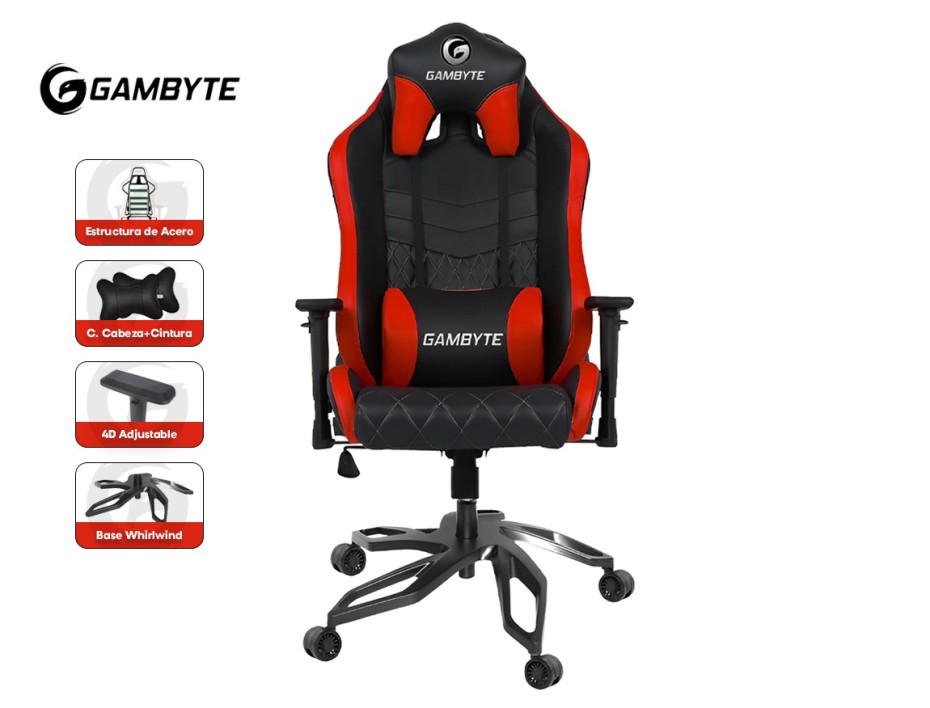 GAMBYTE
GAMBYTE
Estructura de Acero
C. Cabeza+Cintura
GAMBYTE
4D Adjustable
Base Whirlwind